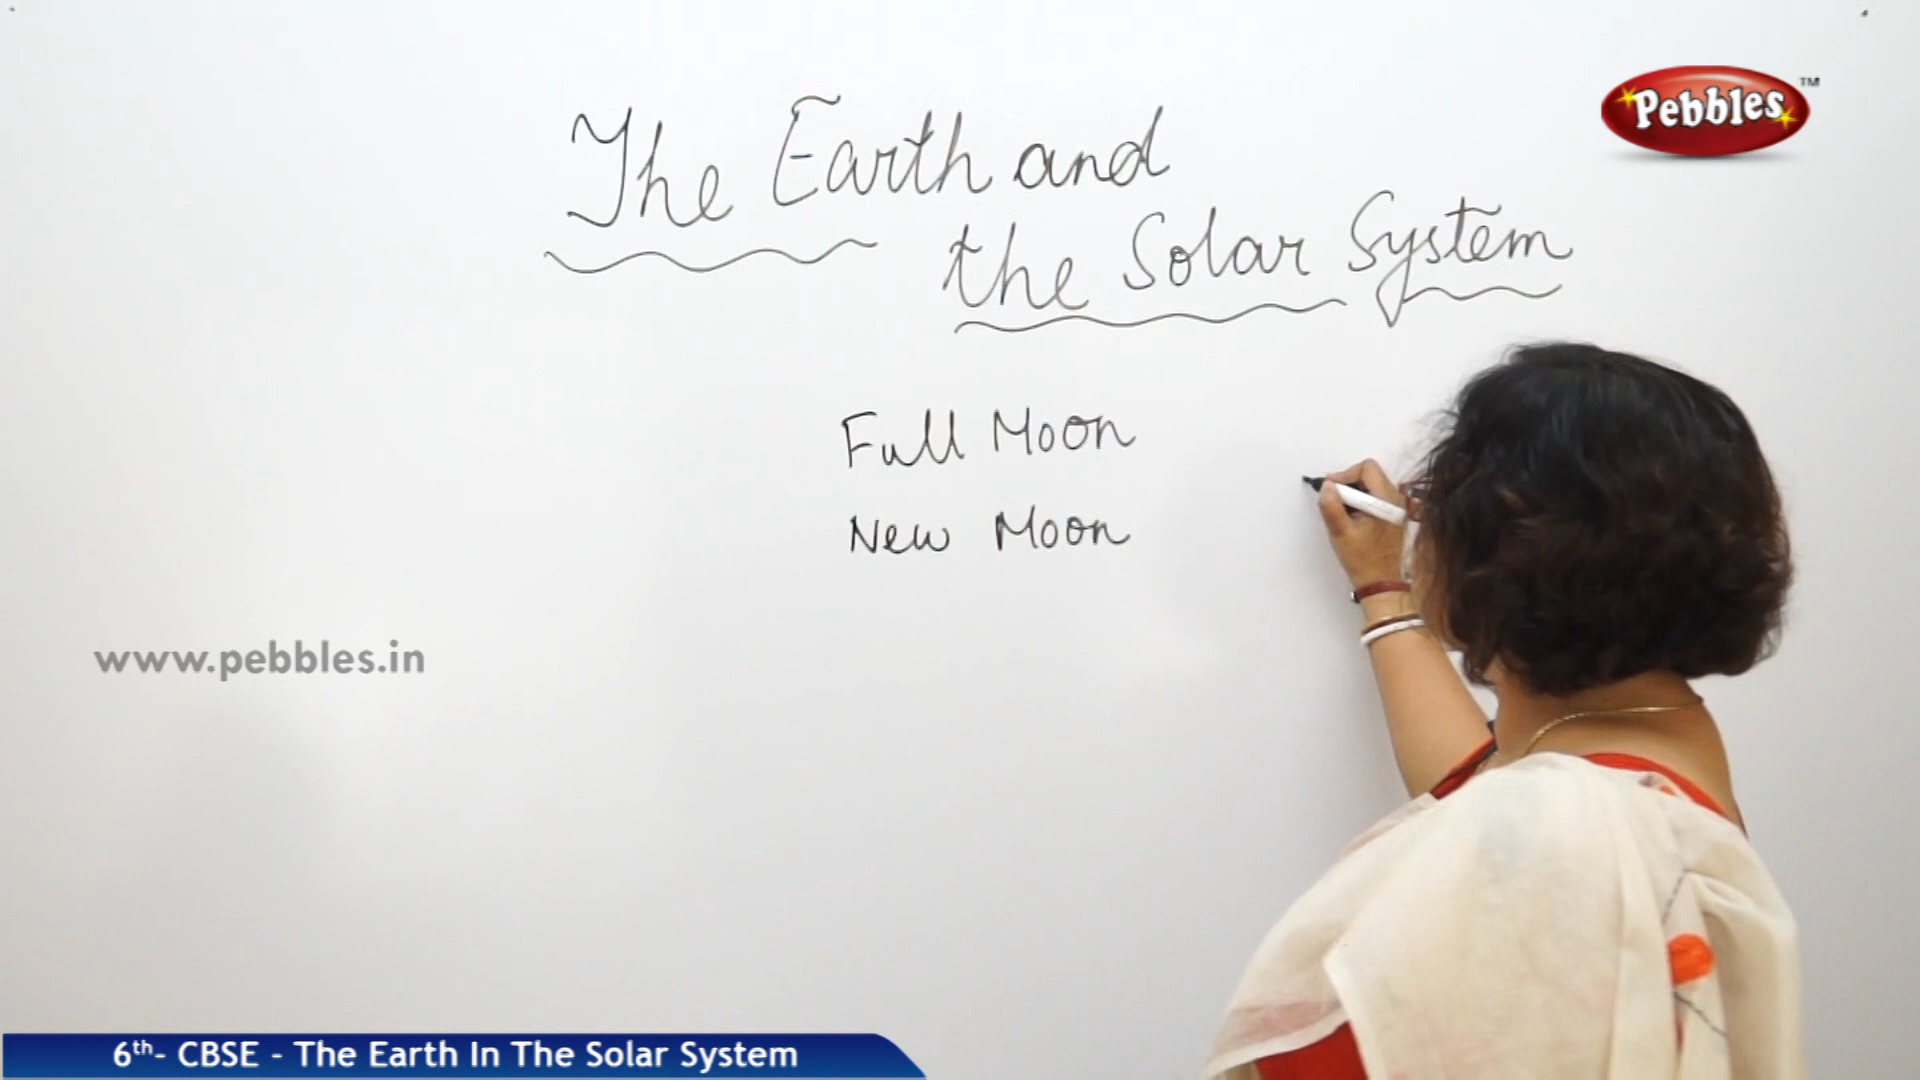 Pebbles TM
The Earth and
the Solar System
Full Moon
New Moon
www.pebbles.in
6th- CBSE - The Earth In The Solar System